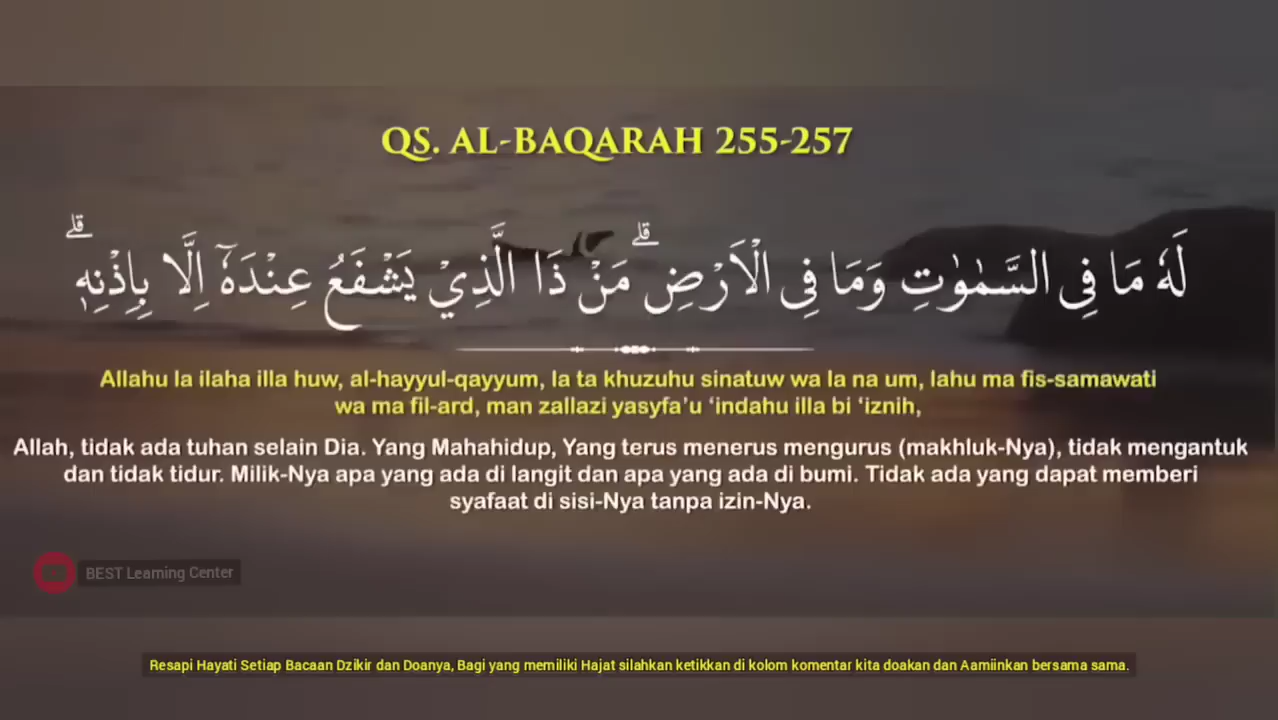 QS. AL-BAQARAH 255-257
لَهٗ مَا فِى السَّمٰوٰتِ وَمَا فِى الْاَرْضِۗ مَنْ ذَا الَّذِيْ يَشْفَعُ عِنْدَهٗٓ اِلَّا بِاِذْنِهٖۗ
Allahu la ilaha illa huw, al-hayyul-qayyum, la ta khuzuhu sinatuw wa la na um, lahu ma fis-samawati
wa ma fil-ard, man zallazi yasyfa’u ‘indahu illa bi ‘iznih,
Allah, tidak ada tuhan selain Dia. Yang Mahahidup, Yang terus menerus mengurus (makhluk-Nya), tidak mengantuk
dan tidak tidur. Milik-Nya apa yang ada di langit dan apa yang ada di bumi. Tidak ada yang dapat memberi
syafaat di sisi-Nya tanpa izin-Nya.
BEST Learning Center
Resapi Hayati Setiap Bacaan Dzikir dan Doanya, Bagi yang memiliki Hajat silahkan ketikkan di kolom komentar kita doakan dan Aamiinkan bersama sama.